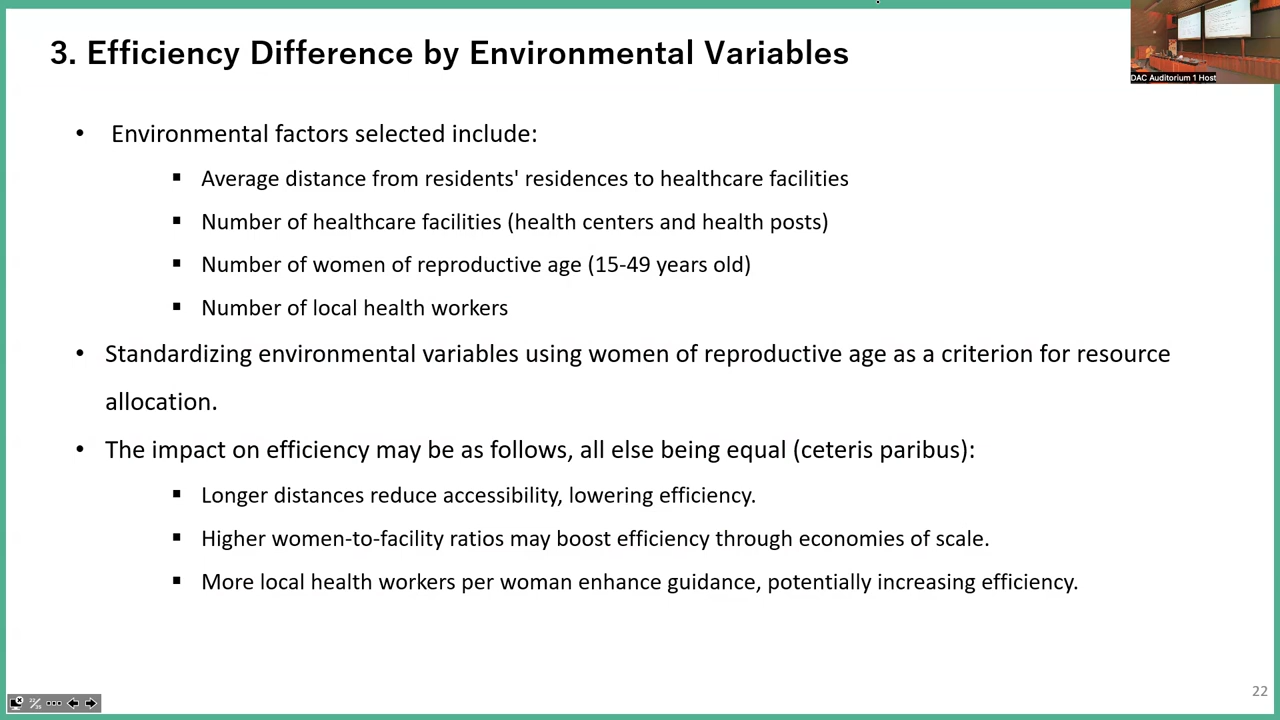 3. Efficiency Difference by Environmental Variables
DAC Auditorium 1 Host
• Environmental factors selected include:
▪ Average distance from residents' residences to healthcare facilities
▪ Number of healthcare facilities (health centers and health posts)
▪ Number of women of reproductive age (15-49 years old)
▪ Number of local health workers
• Standardizing environmental variables using women of reproductive age as a criterion for resource
allocation.
• The impact on efficiency may be as follows, all else being equal (ceteris paribus):
▪ Longer distances reduce accessibility, lowering efficiency.
▪ Higher women-to-facility ratios may boost efficiency through economies of scale.
▪ More local health workers per woman enhance guidance, potentially increasing efficiency.
22